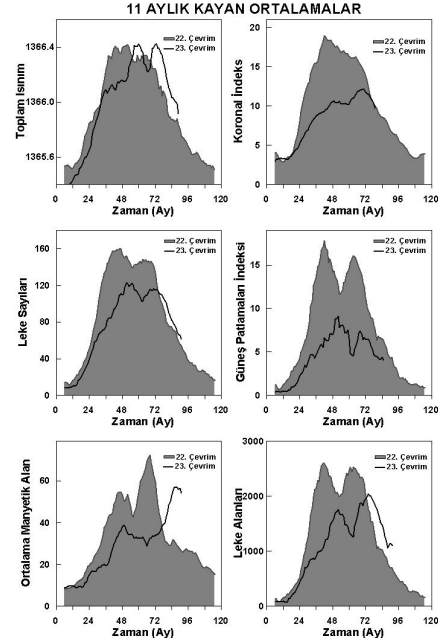 11 AYLIK KAYAN ORTALAMALAR
Toplam Isınım
1366.4
1366.0
1365.6
22. Çevrim
23. Çevrim
0 24 48 72 96 120
Zaman (Ay)
Koronal İndeks
20
15
10
5
0
22. Çevrim
23. Çevrim
0 24 48 72 96 120
Zaman (Ay)
Leke Sayıları
160
120
80
40
0
22. Çevrim
23. Çevrim
0 24 48 72 96 120
Zaman (Ay)
Güneş Patlamaları İndeksi
15
10
5
0
22. Çevrim
23. Çevrim
0 24 48 72 96 120
Zaman (Ay)
Ortalama Manyetik Alan
60
40
20
0
22. Çevrim
23. Çevrim
0 24 48 72 96 120
Zaman (Ay)
Leke Alanları
3000
2000
1000
0
22. Çevrim
23. Çevrim
0 24 48 72 96 120
Zaman (Ay)